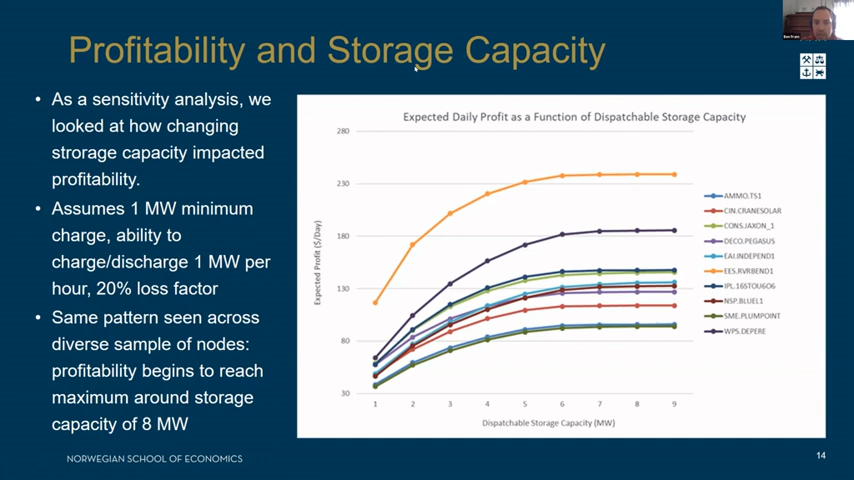 Profitability and Storage Capacity
• As a sensitivity analysis, we
looked at how changing
strorage capacity impacted
profitability.
• Assumes 1 MW minimum
charge, ability to
charge/discharge 1 MW per
hour, 20% loss factor
• Same pattern seen across
diverse sample of nodes:
profitability begins to reach
maximum around storage
capacity of 8 MW
Expected Daily Profit as a Function of Dispatchable Storage Capacity
Expected Profit ($/Day)
280
230
180
130
80
30
1 2 3 4 5 6 7 8 9
Dispatchable Storage Capacity (MW)
AMMO.TS1
CIN.CRANESOLAR
CONS.JAXON_1
DECO.PEGASUS
EAI.INDEPEND1
EES.RVRBEND1
IPL.16STOU6O6
NSP.BLUEL1
SME.PLUMPOINT
WPS.DEPERE
NORWEGIAN SCHOOL OF ECONOMICS
14